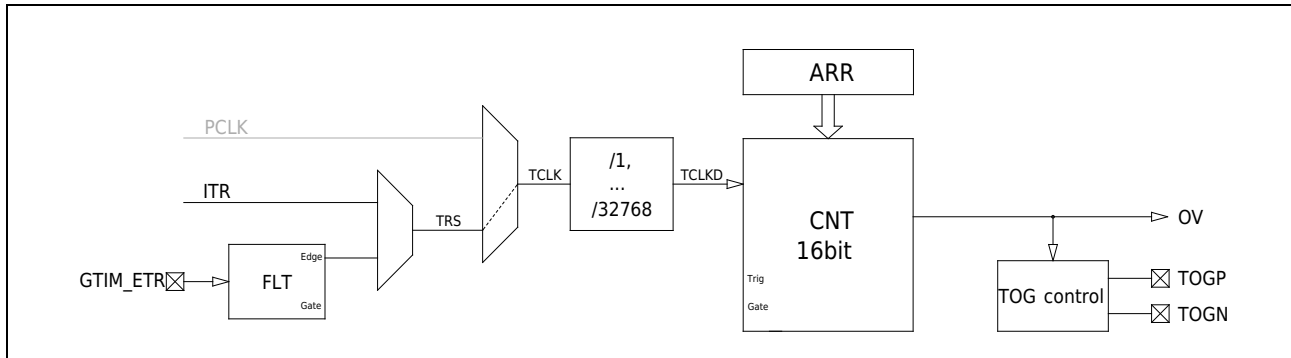 ARR
PCLK
/1,
...
/32768
TCLK
TCLKD
ITR
TRS
CNT
16bit
OV
Edge
GTIM_ETR
FLT
Gate
Trig
Gate
TOG control
TOGP
TOGN